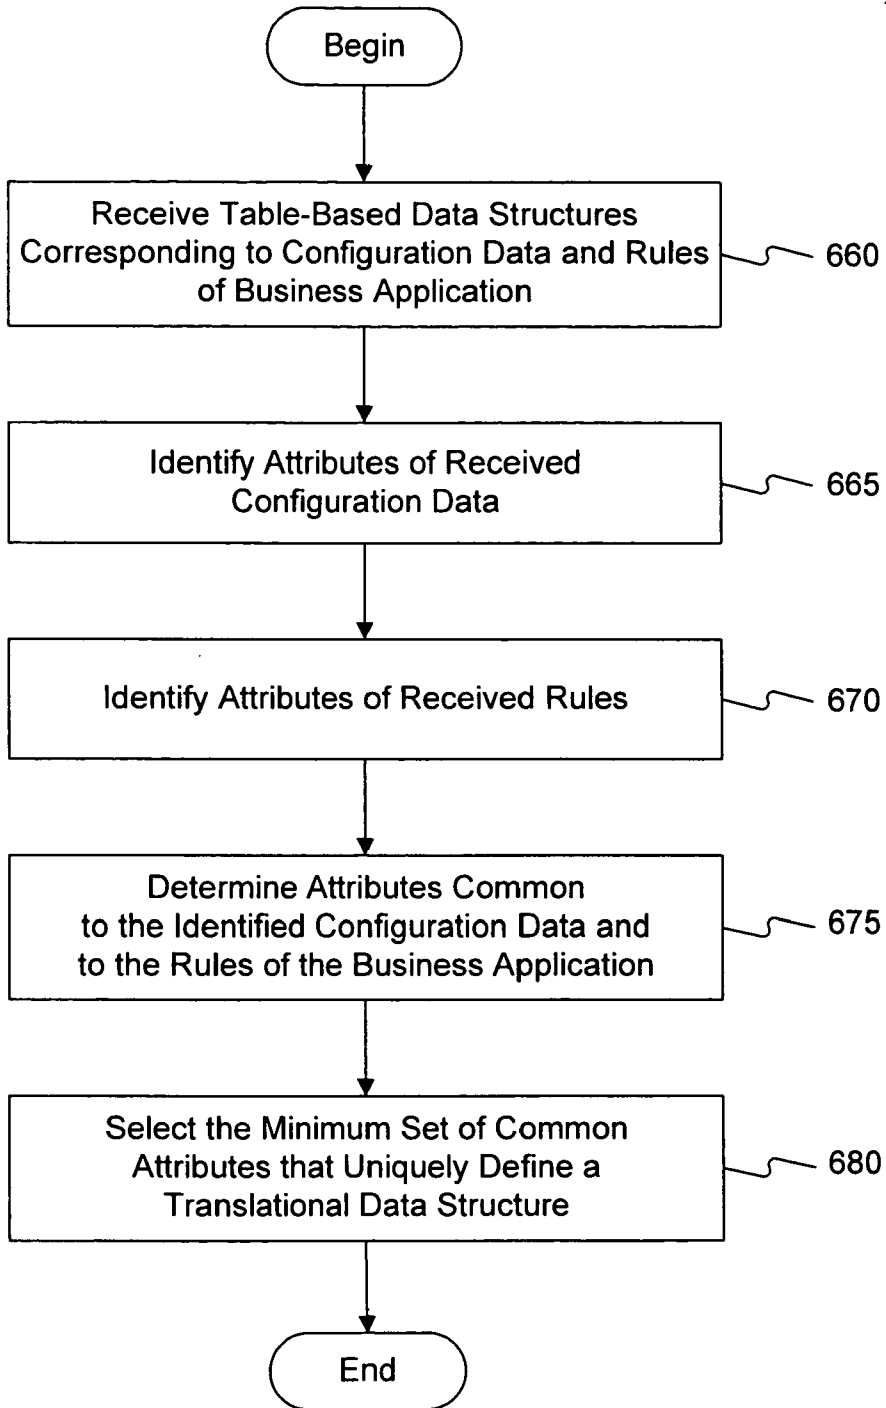 Begin
Receive Table-Based Data Structures
Corresponding to Configuration Data and Rules
of Business Application
660
Identify Attributes of Received
Configuration Data
665
Identify Attributes of Received Rules
670
Determine Attributes Common
to the Identified Configuration Data and
to the Rules of the Business Application
675
Select the Minimum Set of Common
Attributes that Uniquely Define a
Translational Data Structure
680
End